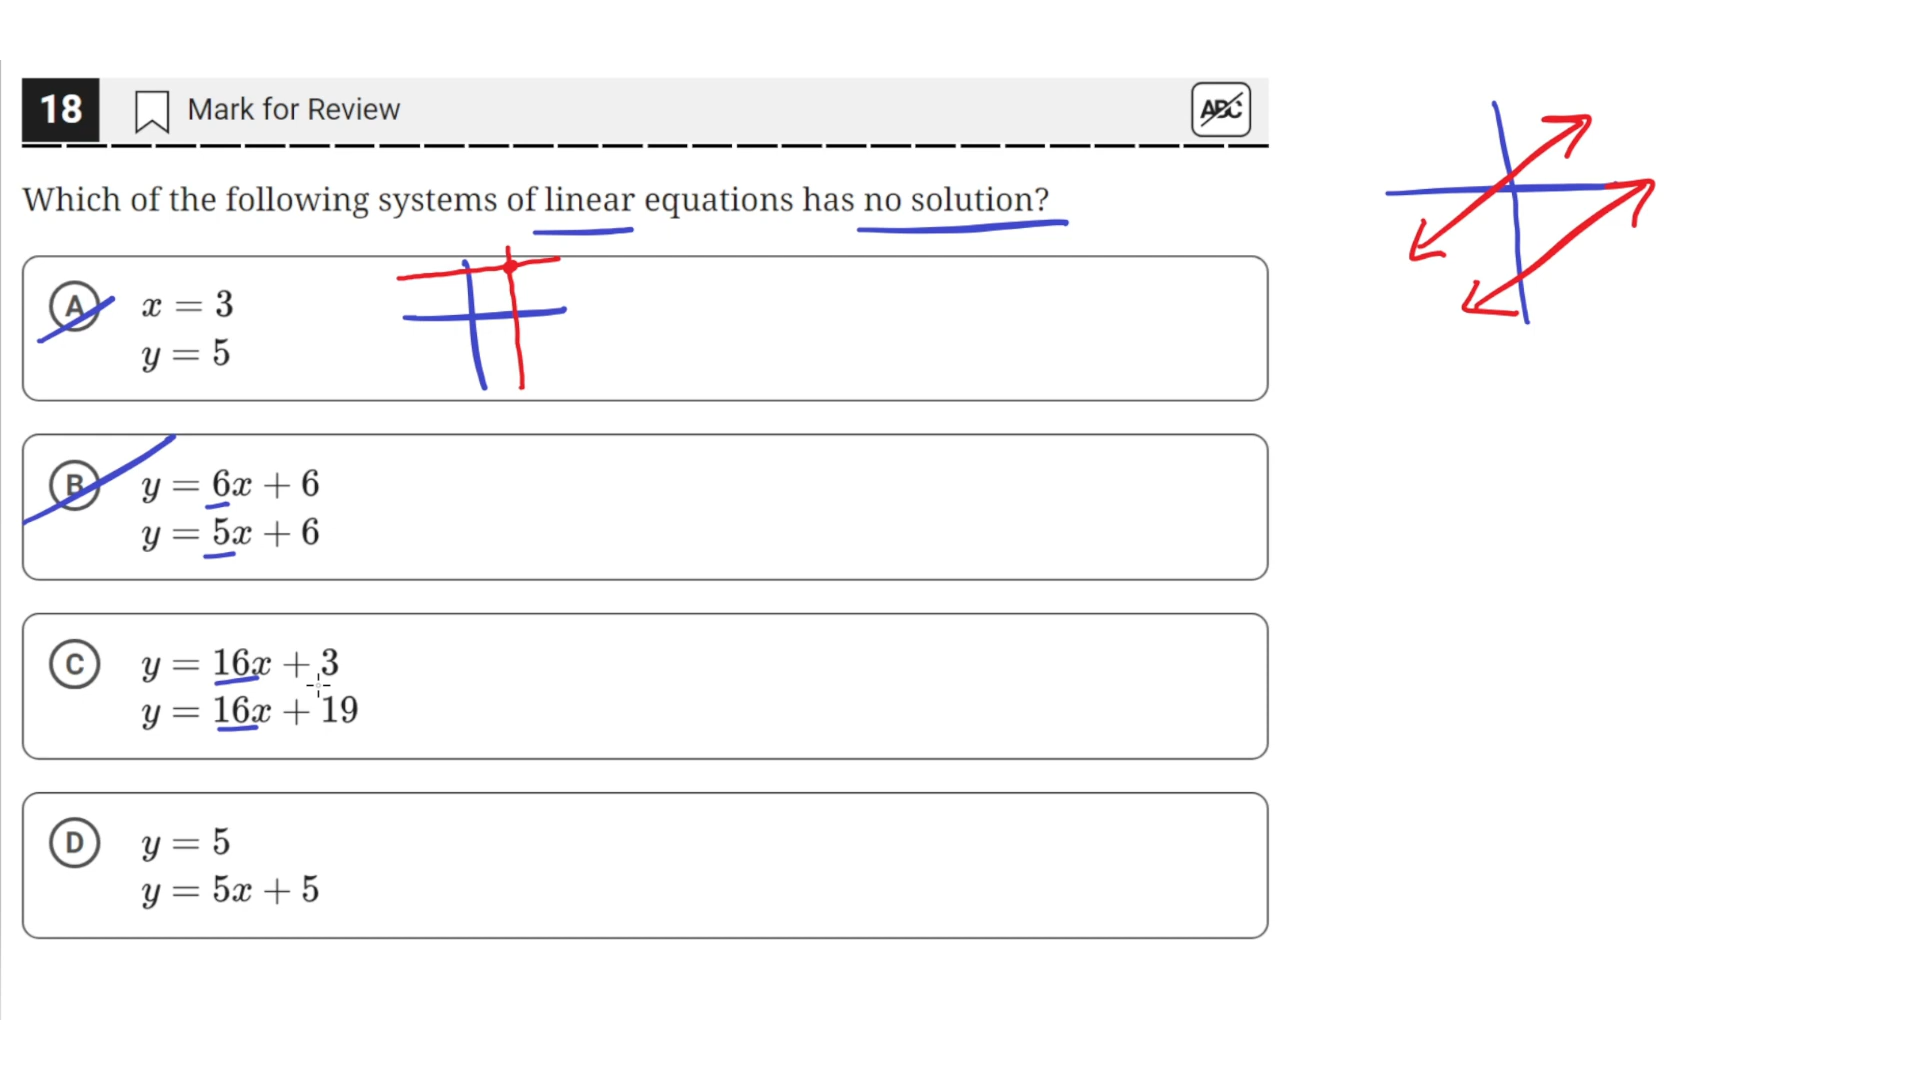 18 Mark for Review ABC
Which of the following systems of linear equations has no solution?
A x = 3
y = 5
B y = 6x + 6
y = 5x + 6
C y = 16x + 3
y = 16x + 19
D y = 5
y = 5x + 5